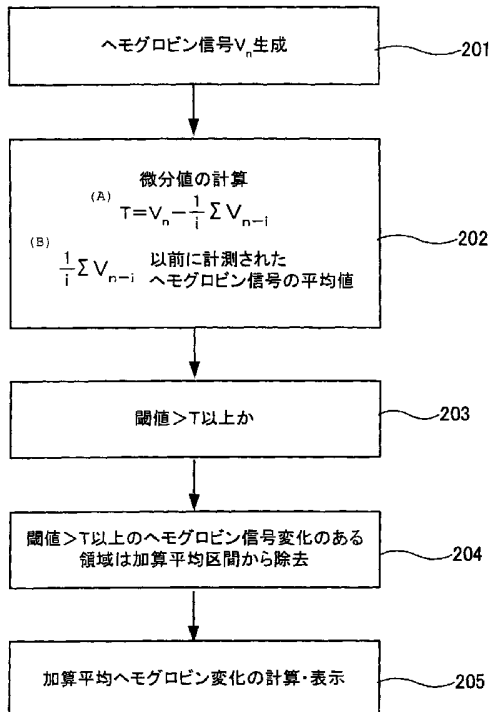 ヘモグロビン信号Vn生成
201
微分値の計算
(A) T=Vn−1/i ΣVn−i
(B) 1/i ΣVn−i 以前に計測された
ヘモグロビン信号の平均値
202
閾値>T以上か
203
閾値>T以上のヘモグロビン信号変化のある
領域は加算平均区間から除去
204
加算平均ヘモグロビン変化の計算・表示
205